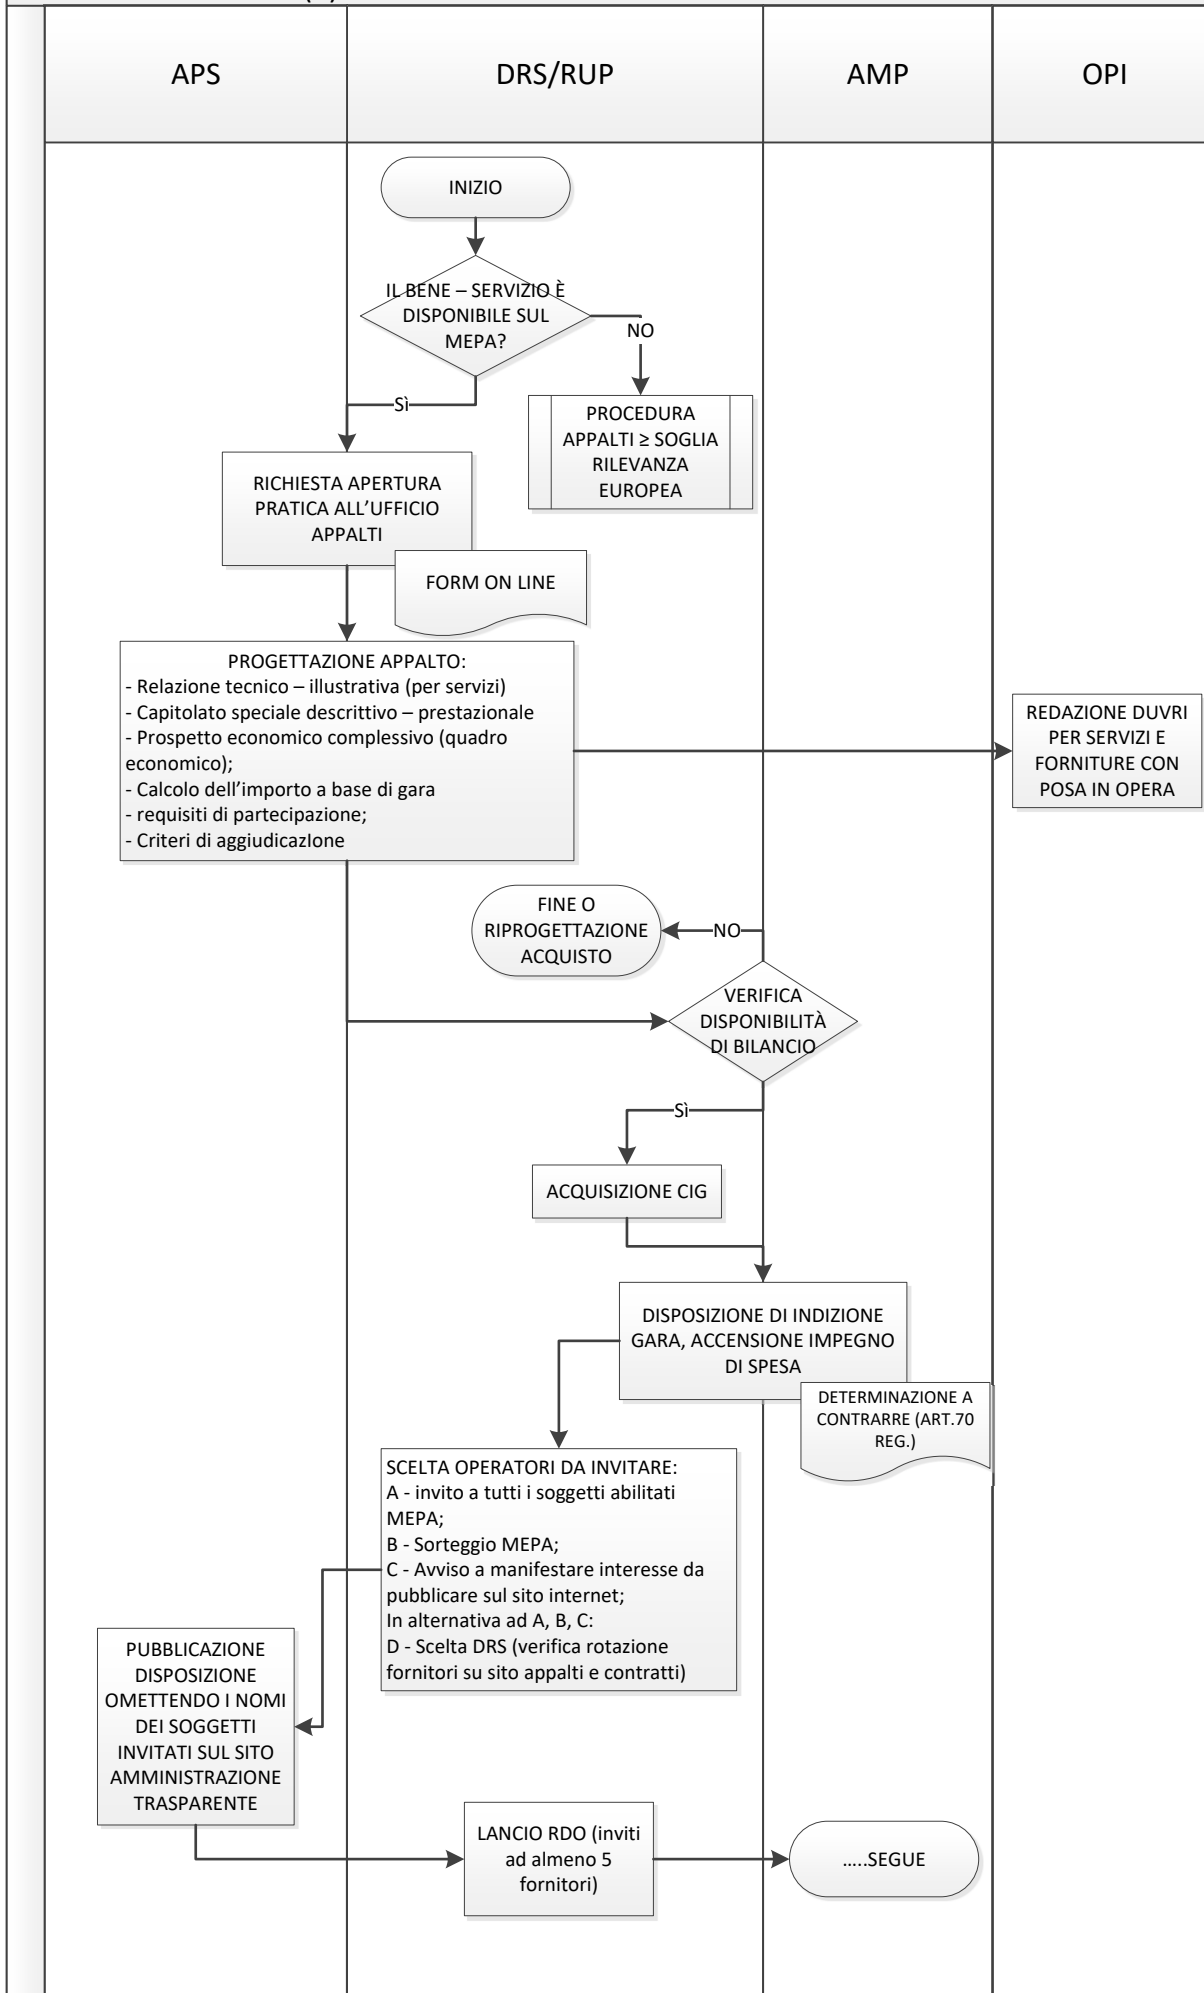 APS
DRS/RUP
AMP
OPI
INIZIO
IL BENE – SERVIZIO È
DISPONIBILE SUL
MEPA?
NO
Sì
PROCEDURA
APPALTI ≥ SOGLIA
RILEVANZA
EUROPEA
RICHIESTA APERTURA
PRATICA ALL’UFFICIO
APPALTI
FORM ON LINE
PROGETTAZIONE APPALTO:
- Relazione tecnico – illustrativa (per servizi)
- Capitolato speciale descrittivo – prestazionale
- Prospetto economico complessivo (quadro
economico);
- Calcolo dell’importo a base di gara
- requisiti di partecipazione;
- Criteri di aggiudicazIone
REDAZIONE DUVRI
PER SERVIZI E
FORNITURE CON
POSA IN OPERA
FINE O
RIPROGETTAZIONE
ACQUISTO
NO
VERIFICA
DISPONIBILITÀ
DI BILANCIO
Sì
ACQUISIZIONE CIG
DISPOSIZIONE DI INDIZIONE
GARA, ACCENSIONE IMPEGNO
DI SPESA
DETERMINAZIONE A
CONTRARRE (ART.70
REG.)
SCELTA OPERATORI DA INVITARE:
A - invito a tutti i soggetti abilitati
MEPA;
B - Sorteggio MEPA;
C - Avviso a manifestare interesse da
pubblicare sul sito internet;
In alternativa ad A, B, C:
D - Scelta DRS (verifica rotazione
fornitori su sito appalti e contratti)
PUBBLICAZIONE
DISPOSIZIONE
OMETTENDO I NOMI
DEI SOGGETTI
INVITATI SUL SITO
AMMINISTRAZIONE
TRASPARENTE
LANCIO RDO (inviti
ad almeno 5
fornitori)
…..SEGUE